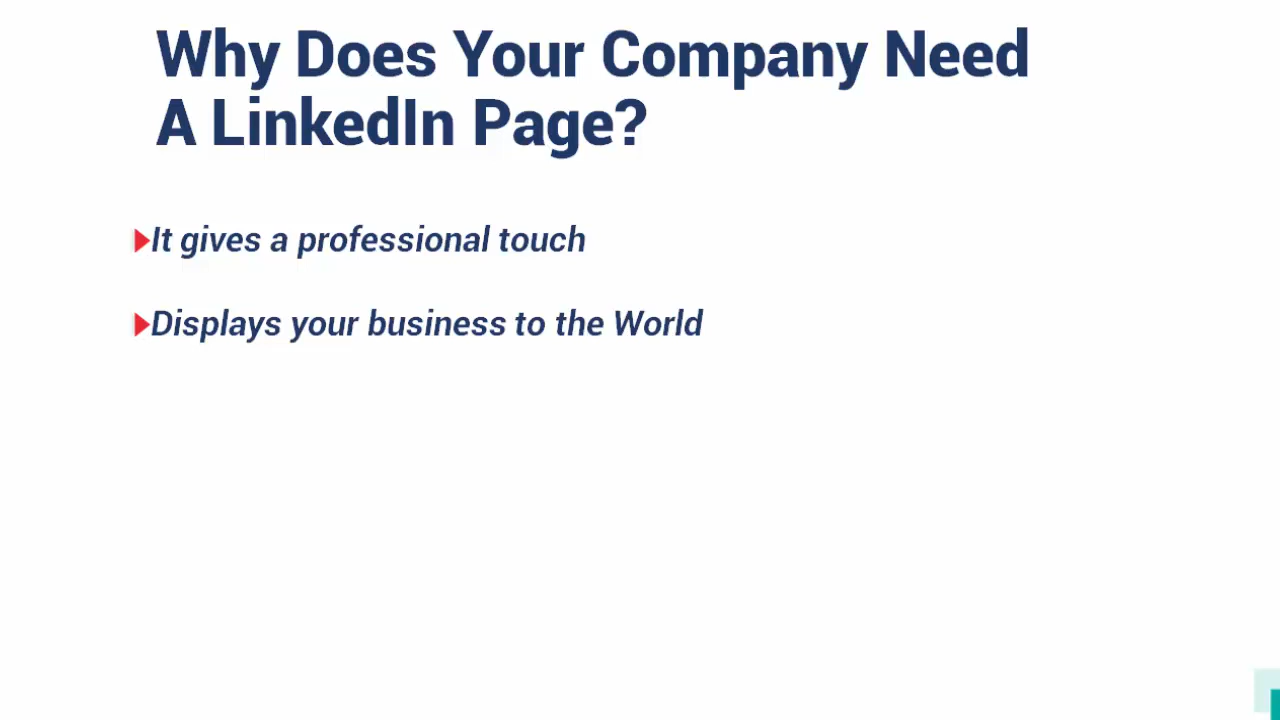 Why Does Your Company Need
A LinkedIn Page?
It gives a professional touch
Displays your business to the World